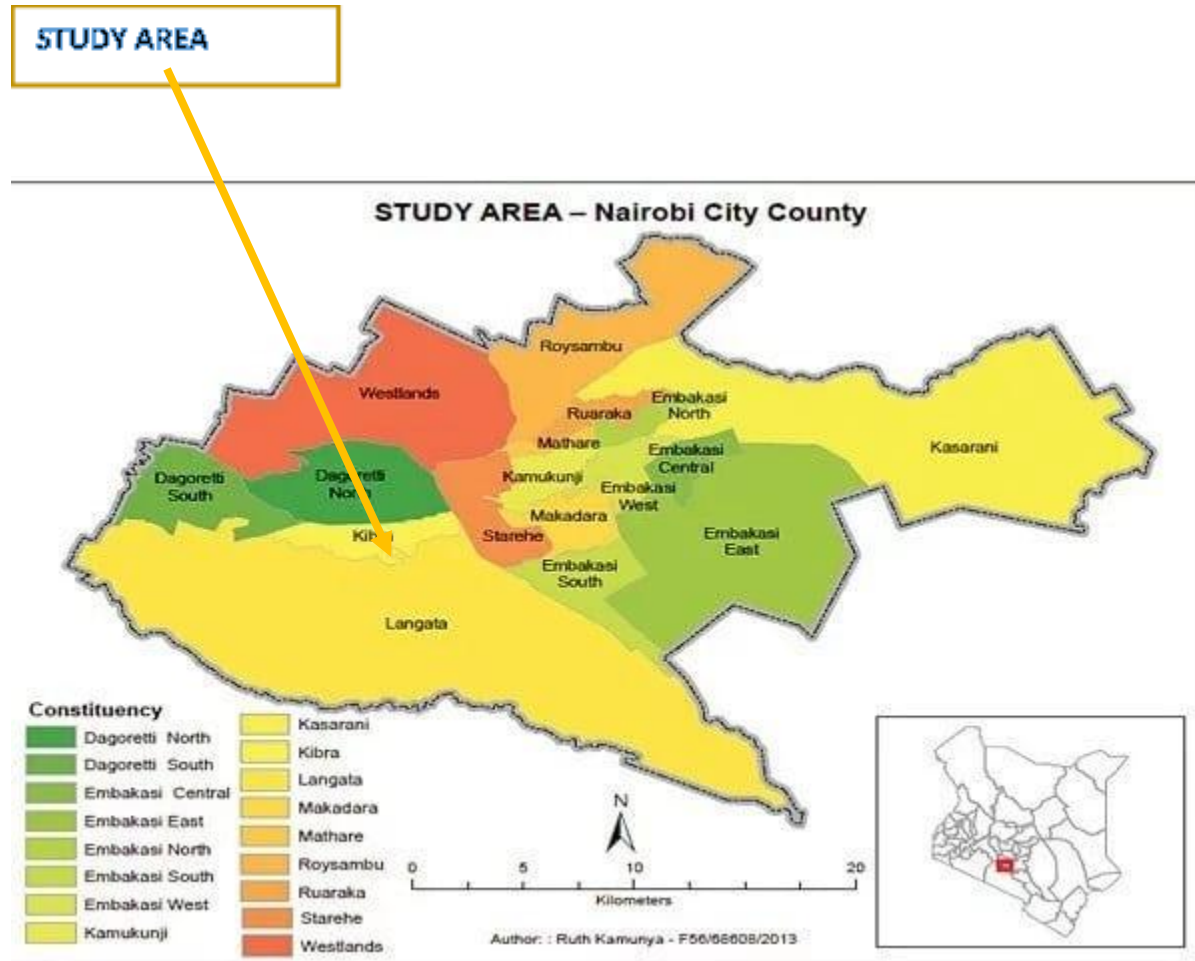 STUDY AREA
STUDY AREA – Nairobi City County
Roysambu
Westlands
Embakasi
North
Ruaraka
Mathare
Kasarani
Embakasi
Central
Dagoretti
South
Dagoretti
North
Kamukunji
Embakasi
West
Makadara
Kibra
Starehe
Embakasi
East
Embakasi
South
Langata
Constituency
Dagoretti North
Dagoretti South
Embakasi Central
Embakasi East
Embakasi North
Embakasi South
Embakasi West
Kamukunji
Kasarani
Kibra
Langata
Makadara
Mathare
Roysambu
Ruaraka
Starehe
Westlands
N
0 5 10 20
Kilometers
Author: : Ruth Kamunya - F56/68608/2013